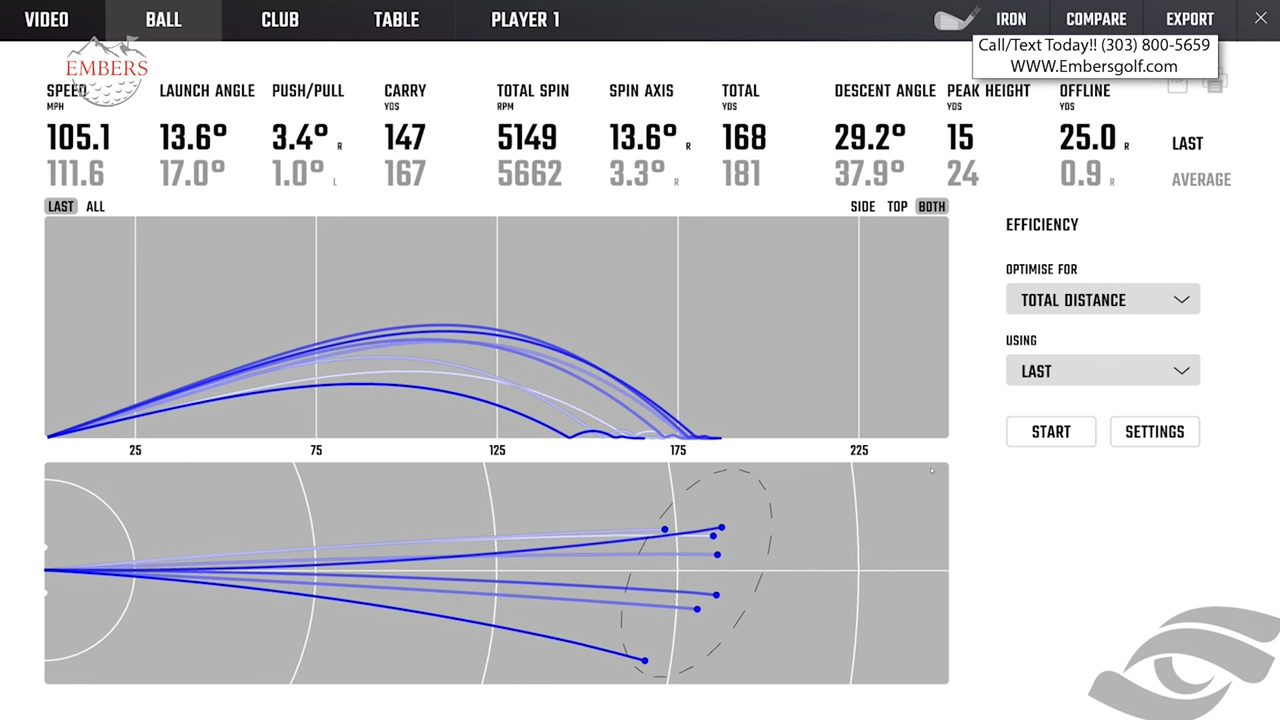 VIDEO BALL CLUB TABLE PLAYER 1 IRON COMPARE EXPORT
Call/Text Today!! (303) 800-5659
WWW.Embersgolf.com
EMBERS
SPEED LAUNCH ANGLE PUSH/PULL CARRY TOTAL SPIN SPIN AXIS TOTAL DESCENT ANGLE PEAK HEIGHT OFFLINE
MPH YDS RPM YDS YDS YDS
105.1 13.6° 3.4° R 147 5149 13.6° R 168 29.2° 15 25.0 R LAST
111.6 17.0° 1.0° L 167 5662 3.3° R 181 37.9° 24 0.9 R AVERAGE
LAST ALL SIDE TOP BOTH
EFFICIENCY
OPTIMISE FOR
TOTAL DISTANCE
USING
LAST
START SETTINGS
25 75 125 175 225